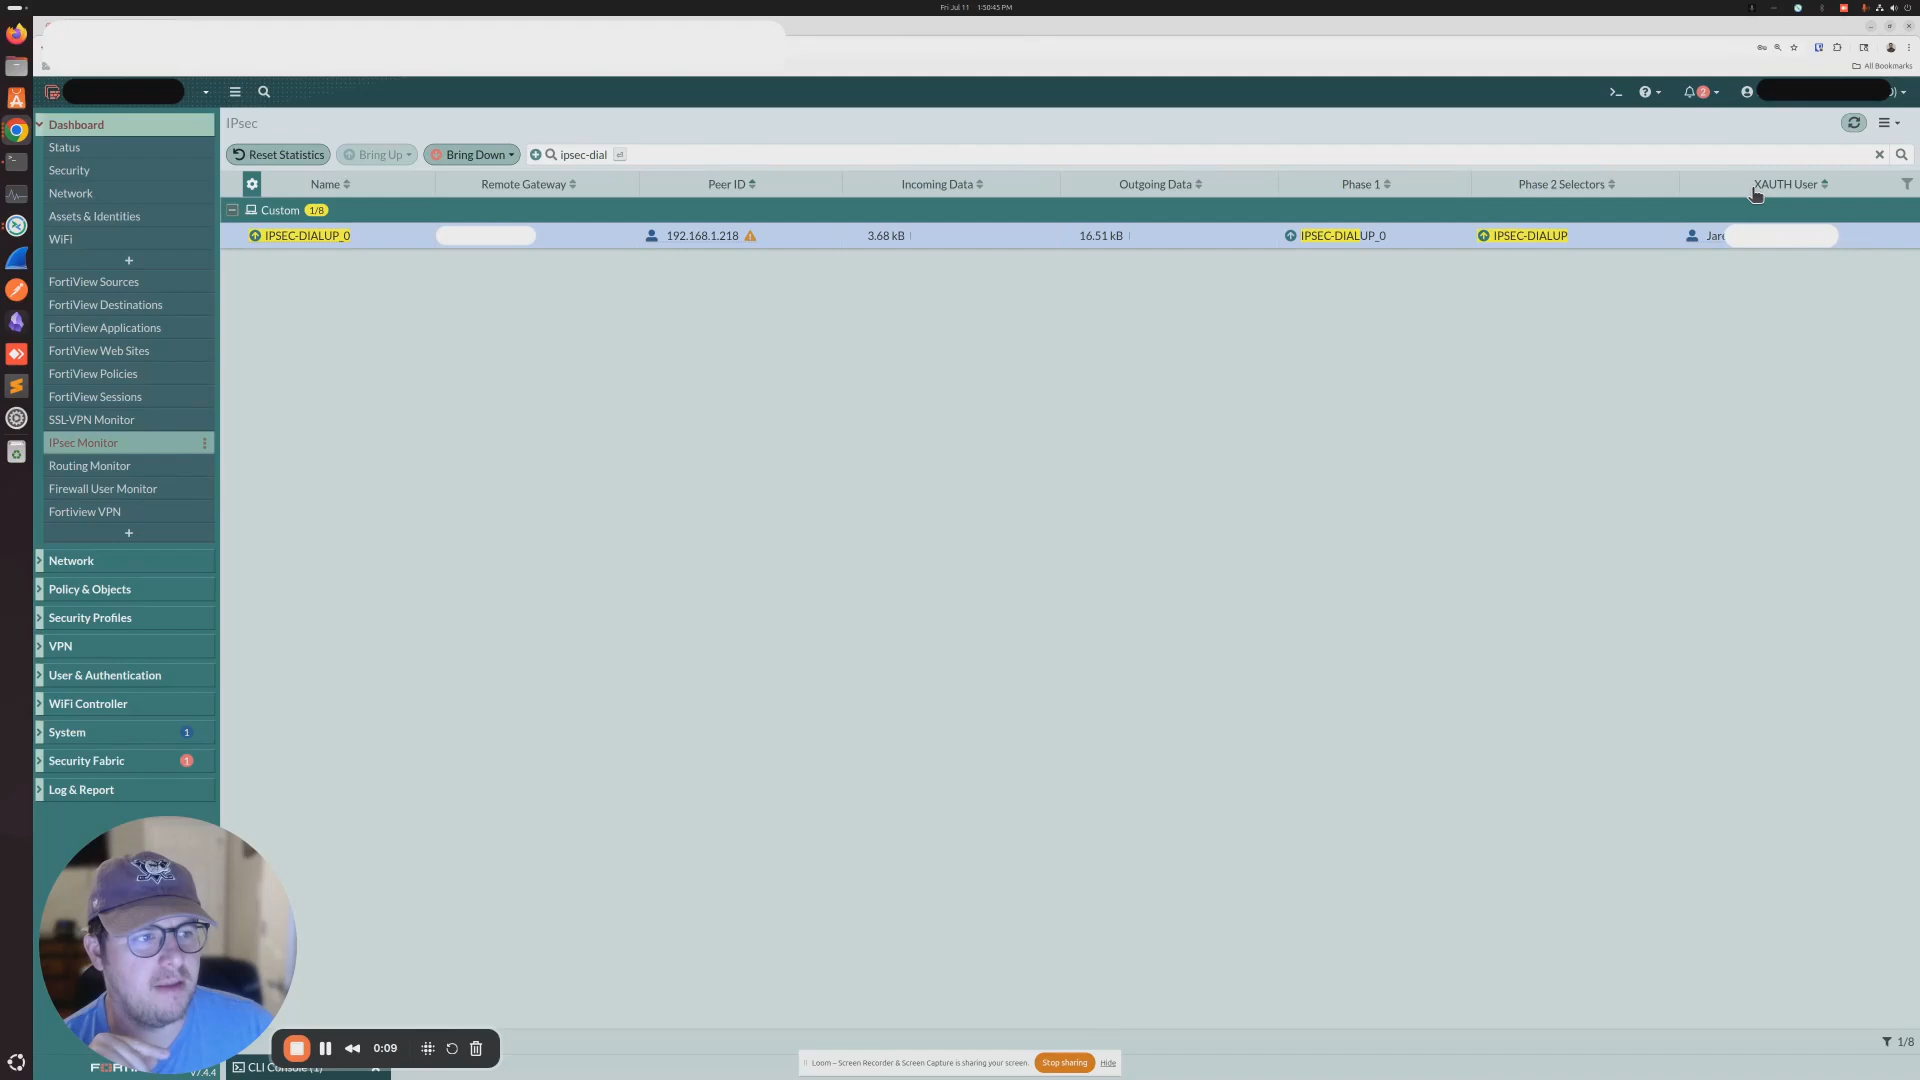 Fri Jul 11 1:50:45 PM
All Bookmarks
2
IPsec
Reset Statistics
Bring Up
Bring Down
ipsec-dial
Name
Remote Gateway
Peer ID
Incoming Data
Outgoing Data
Phase 1
Phase 2 Selectors
XAUTH User
Custom 1/8
IPSEC-DIALUP_0
192.168.1.218
3.68 kB
16.51 kB
IPSEC-DIALUP_0
IPSEC-DIALUP
Jare
Dashboard
Status
Security
Network
Assets & Identities
WiFi
+
FortiView Sources
FortiView Destinations
FortiView Applications
FortiView Web Sites
FortiView Policies
FortiView Sessions
SSL-VPN Monitor
IPsec Monitor
Routing Monitor
Firewall User Monitor
Fortiview VPN
+
Network
Policy & Objects
Security Profiles
VPN
User & Authentication
WiFi Controller
System 1
Security Fabric 1
Log & Report
0:09
v7.4.4
CLI Console (1)
Loom – Screen Recorder & Screen Capture is sharing your screen.
Stop sharing
Hide
1/8